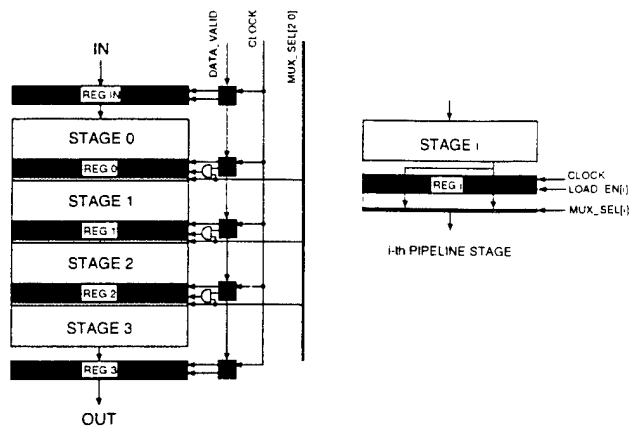 IN
DATA_VALID
CLOCK
MUX_SEL[2 0]
REG IN
STAGE 0
REG 0
STAGE 1
REG 1
STAGE 2
REG 2
STAGE 3
REG 3
OUT
STAGE i
REG i
CLOCK
LOAD_EN[i]
MUX_SEL[i]
i-th PIPELINE STAGE